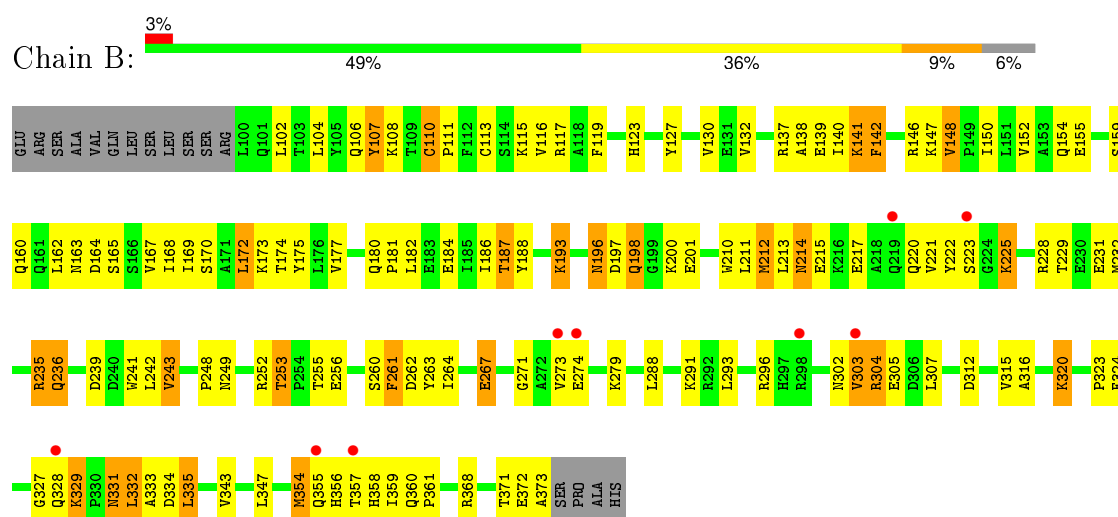 3%
Chain B:
49% 36% 9% 6%
GLU ARG SER ALA VAL GLN LEU SER LEU SER SER ARG L100 Q101 L102 T103 L104 Y105 Q106 Y107 K108 T109 C110 P111 F112 C113 S114 K115 V116 R117 A118 F119 H123 Y127 V130 E131 V132 R137 A138 E139 I140 K141 F142 R146 K147 V148 P149 I150 L151 V152 A153 Q154 E155 S159
Q160 Q161 L162 N163 D164 S165 S166 V167 I168 I169 S170 A171 L172 K173 T174 Y175 L176 V177 Q180 P181 L182 E183 E184 I185 I186 T187 Y188 K193 N196 D197 Q198 G199 K200 E201 W210 L211 M212 L213 N214 E215 K216 E217 A218 Q219 Q220 V221 Y222 S223 G224 K225 R228 T229 E230 E231 M232
R235 Q236 D239 D240 W241 L242 V243 P248 N249 R252 T253 P254 T255 E256 S260 F261 D262 Y263 I264 E267 G271 A272 V273 E274 K279 L288 K291 R292 L293 R296 H297 R298 N302 V303 R304 E305 D306 L307 D312 V315 A316 K320 P323
G327 Q328 K329 P330 N331 L332 A333 D334 L335 V343 L347 M354 Q355 H356 T357 H358 I359 Q360 P361 R368 T371 E372 A373 SER PRO ALA HIS